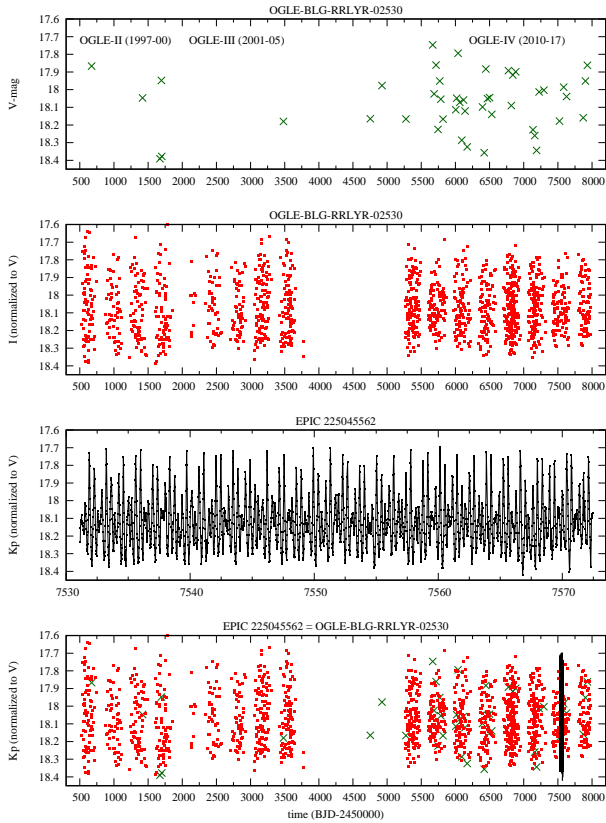 OGLE-BLG-RRLYR-02530
OGLE-II (1997-00) OGLE-III (2001-05) OGLE-IV (2010-17)
V-mag
17.6
17.7
17.8
17.9
18
18.1
18.2
18.3
18.4
500 1000 1500 2000 2500 3000 3500 4000 4500 5000 5500 6000 6500 7000 7500 8000
OGLE-BLG-RRLYR-02530
I (normalized to V)
17.6
17.7
17.8
17.9
18
18.1
18.2
18.3
18.4
500 1000 1500 2000 2500 3000 3500 4000 4500 5000 5500 6000 6500 7000 7500 8000
EPIC 225045562
Kp (normalized to V)
17.6
17.7
17.8
17.9
18
18.1
18.2
18.3
18.4
7530 7540 7550 7560 7570
EPIC 225045562 = OGLE-BLG-RRLYR-02530
Kp (normalized to V)
17.6
17.7
17.8
17.9
18
18.1
18.2
18.3
18.4
500 1000 1500 2000 2500 3000 3500 4000 4500 5000 5500 6000 6500 7000 7500 8000
time (BJD-2450000)